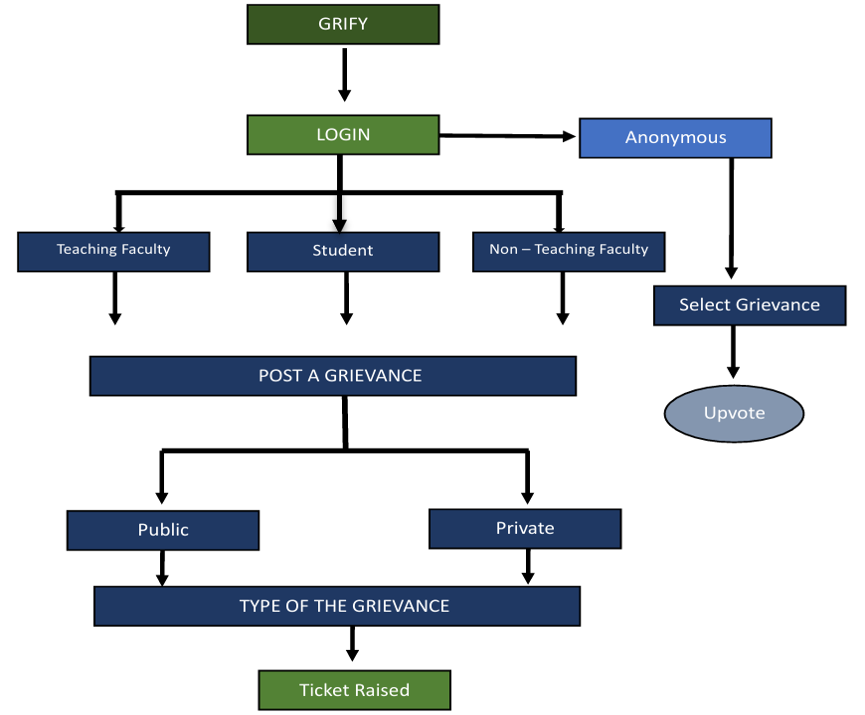 GRIFY
LOGIN
Anonymous
Teaching Faculty
Student
Non – Teaching Faculty
Select Grievance
POST A GRIEVANCE
Upvote
Public
Private
TYPE OF THE GRIEVANCE
Ticket Raised